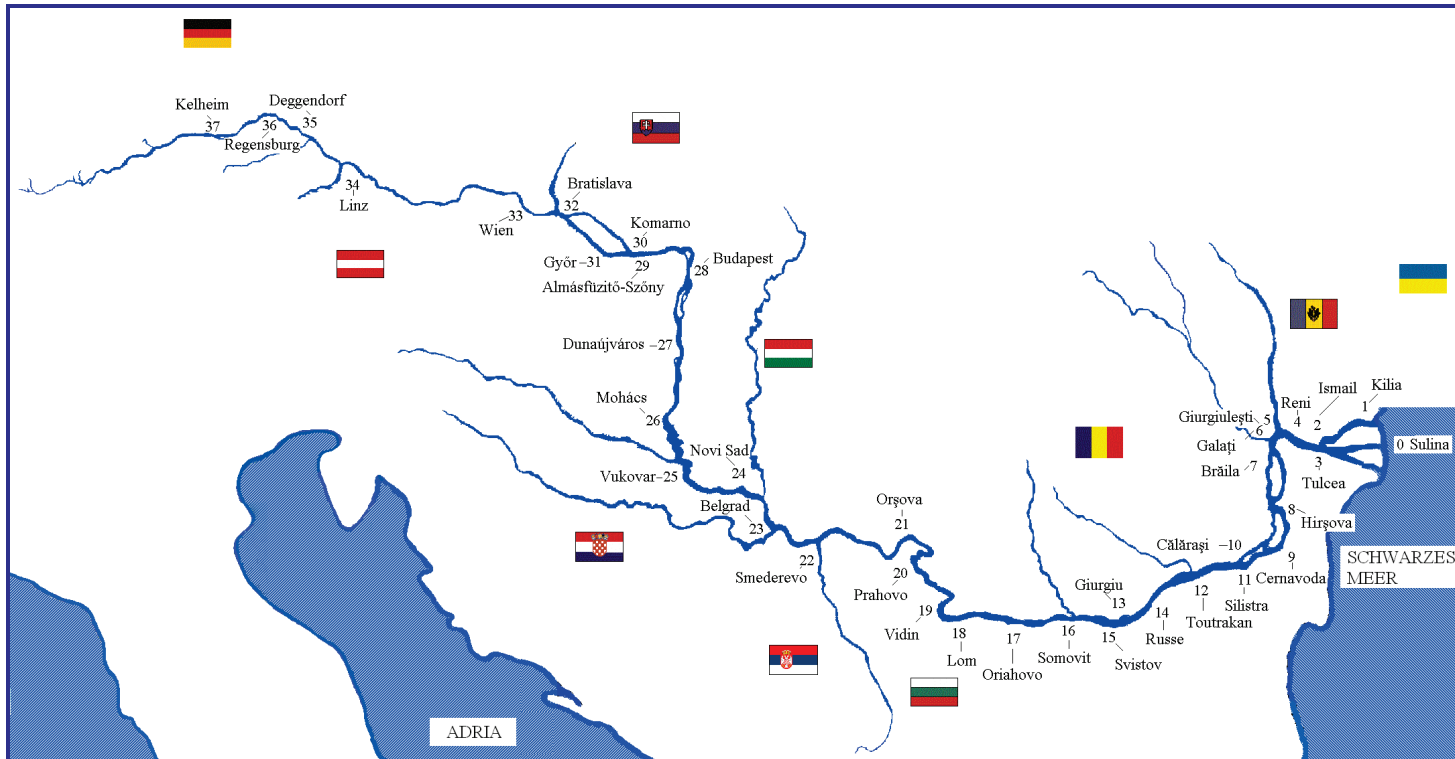 Kelheim
37
Deggendorf
36
35
Regensburg
34
Linz
Bratislava
32
33
Wien
Komarno
30
Győr –31
29
Almásfüzitő-Szőny
28
Budapest
Dunaújváros –27
Mohács
26
Novi Sad
24
Vukovar–25
Belgrad
23
22
Smederevo
Orşova
21
20
Prahovo
19
Vidin
18
Lom
17
Oriahovo
16
Somovit
15
Svistov
Giurgiu
13
14
Russe
12
Toutrakan
11
Silistra
Călăraşi –10
9
Cernavoda
8
Hirşova
Brăila 7
Galaţi
6
Giurgiuleşti 5
Reni
4
Ismail
2
Kilia
1
0 Sulina
3
Tulcea
SCHWARZES
MEER
ADRIA